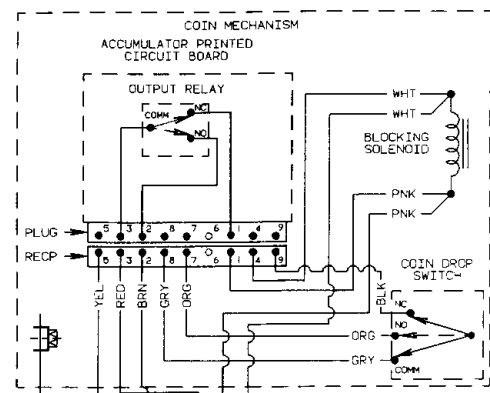 COIN MECHANISM
ACCUMULATOR PRINTED
CIRCUIT BOARD
OUTPUT RELAY
NC
COMM
NO
WHT
WHT
BLOCKING
SOLENOID
PNK
PNK
PLUG
5 3 2 8 7 6 1 4 9
RECP
5 3 2 8 7 6 1 4 9
YEL
RED
BRN
GRY
ORG
BLK
COIN DROP
SWITCH
NC
NO
ORG
GRY
COMM